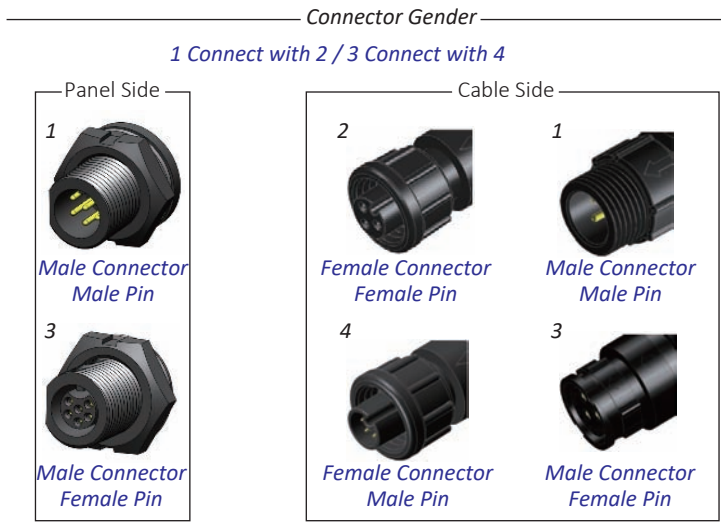 Connector Gender
1 Connect with 2 / 3 Connect with 4
Panel Side
1
Male Connector
Male Pin
3
Male Connector
Female Pin
Cable Side
2
Female Connector
Female Pin
1
Male Connector
Male Pin
4
Female Connector
Male Pin
3
Male Connector
Female Pin